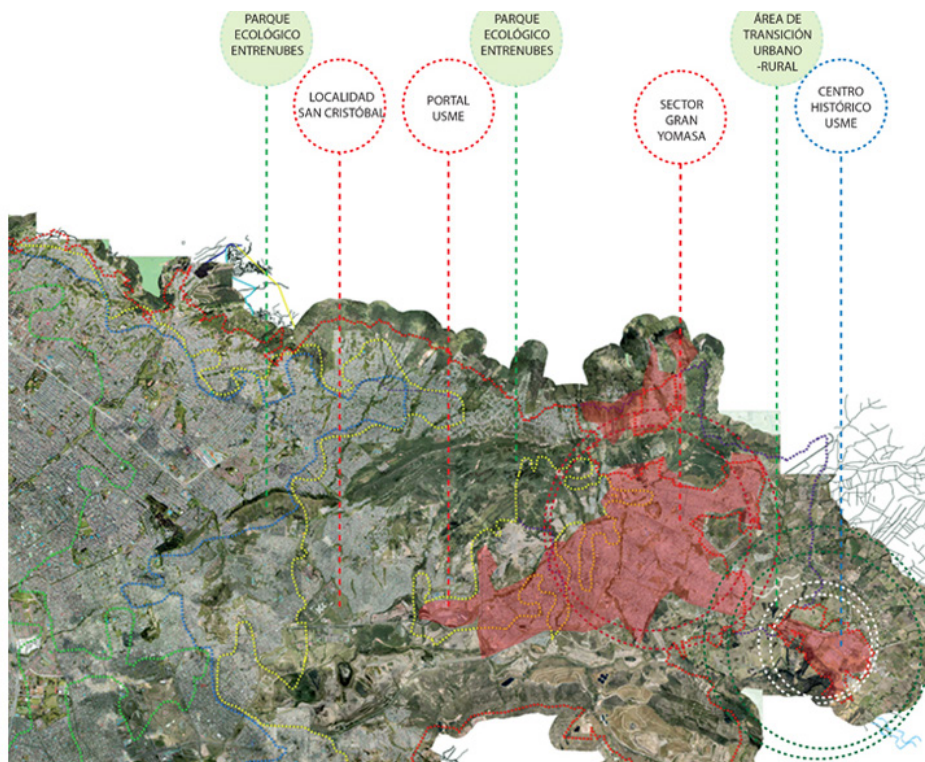 PARQUE
ECOLÓGICO
ENTRENUBES
LOCALIDAD
SAN CRISTÓBAL
PORTAL
USME
PARQUE
ECOLÓGICO
ENTRENUBES
SECTOR
GRAN
YOMASA
ÁREA DE
TRANSICIÓN
URBANO
-RURAL
CENTRO
HISTÓRICO
USME